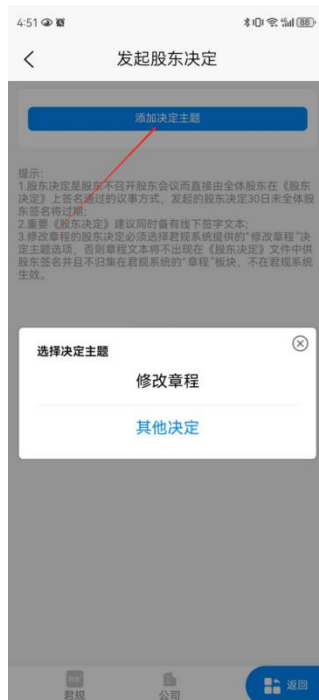 4:51
88
发起股东决定
添加决定主题
提示:
1.股东决定是股东不召开股东会议而直接由全体股东在《股东
决定》上签名通过的议事方式，发起的股东决定30日未全体股
东签名将过期;
2.重要《股东决定》建议同时备有线下签字文本;
3.修改章程的股东决定必须选择君规系统提供的“修改章程”决
定主题选项，否则章程文本将不出现在《股东决定》文件中供
股东签名并且不归集在君规系统的“章程”板块，不在君规系统
生效。
选择决定主题
修改章程
其他决定
君规
公司
返回